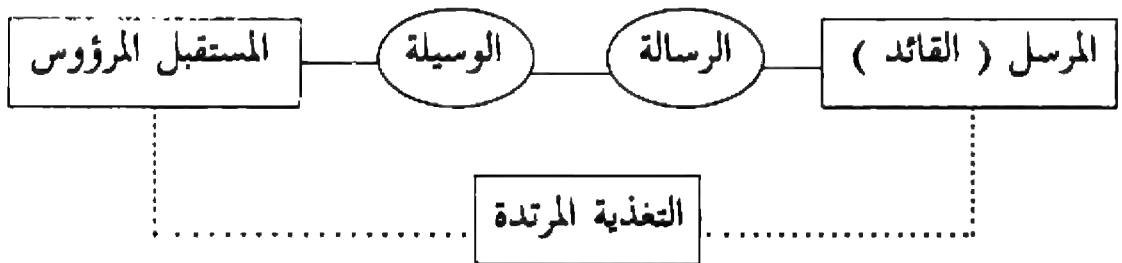 المرسل ( القائد )
الرسالة
الوسيلة
المستقبل المرؤوس
التغذية المرتدة